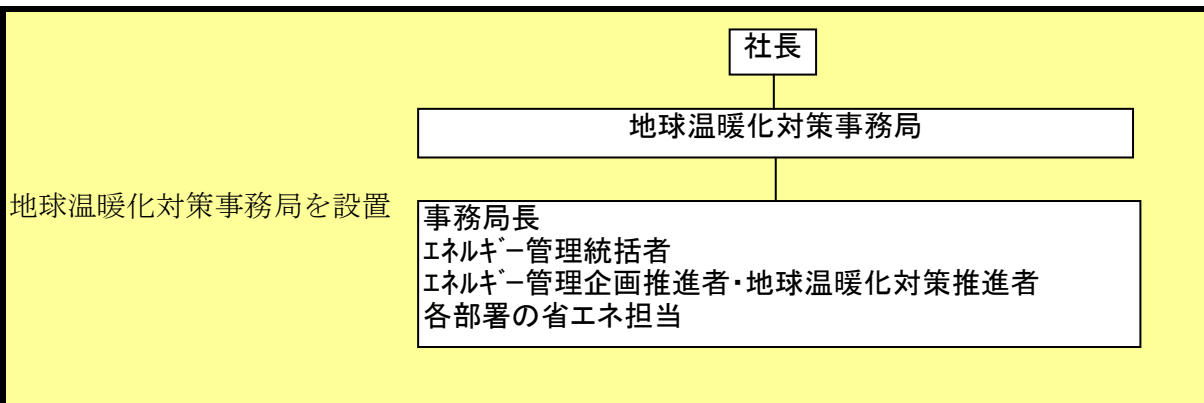 社長
地球温暖化対策事務局
地球温暖化対策事務局を設置
事務局長
ｴﾈﾙｷﾞｰ管理統括者
ｴﾈﾙｷﾞｰ管理企画推進者・地球温暖化対策推進者
各部署の省エネ担当